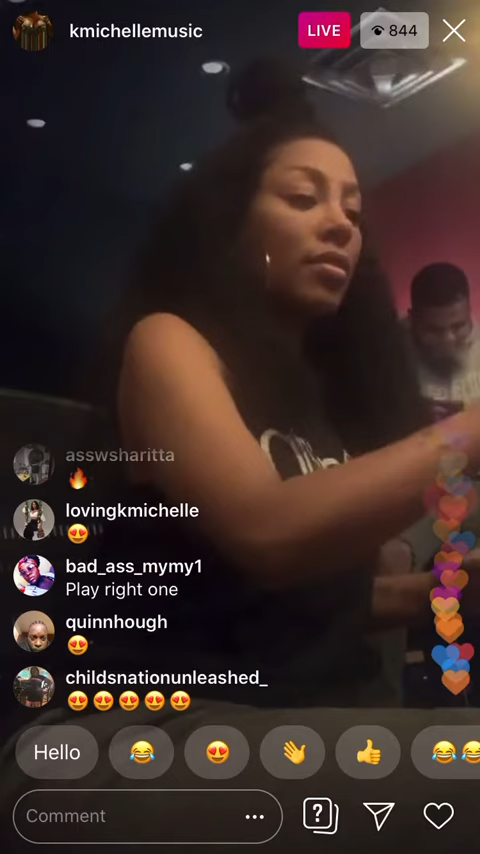 kmichellemusic
LIVE
844
asswsharitta
🔥
lovingkmichelle
😍
bad_ass_mymy1
Play right one
quinnhough
😍
childsnationunleashed_
😍😍😍😍😍
Hello 😂 😍 👋 👍 😂😂
Comment